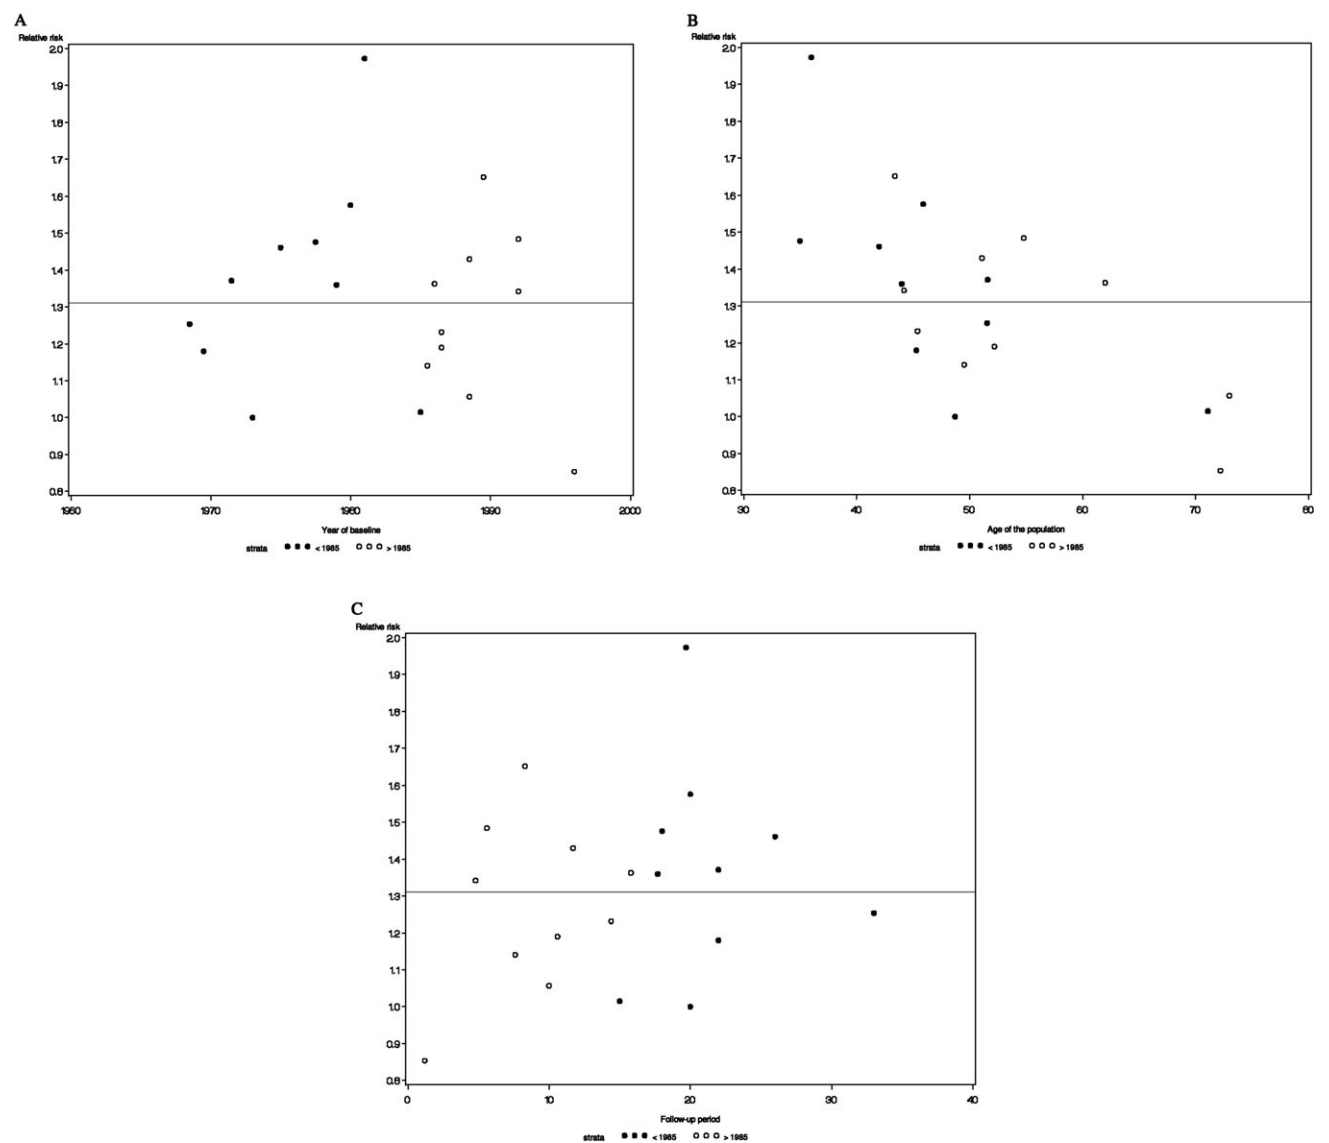 A
Relative risk
2.0
1.9
1.8
1.7
1.6
1.5
1.4
1.3
1.2
1.1
1.0
0.9
0.8
1960 1970 1980 1990 2000
Year of baseline
strata < 1985 > 1985
B
Relative risk
2.0
1.9
1.8
1.7
1.6
1.5
1.4
1.3
1.2
1.1
1.0
0.9
0.8
30 40 50 60 70 80
Age of the population
strata < 1985 > 1985
C
Relative risk
2.0
1.9
1.8
1.7
1.6
1.5
1.4
1.3
1.2
1.1
1.0
0.9
0.8
0 10 20 30 40
Follow-up period
strata < 1985 > 1985